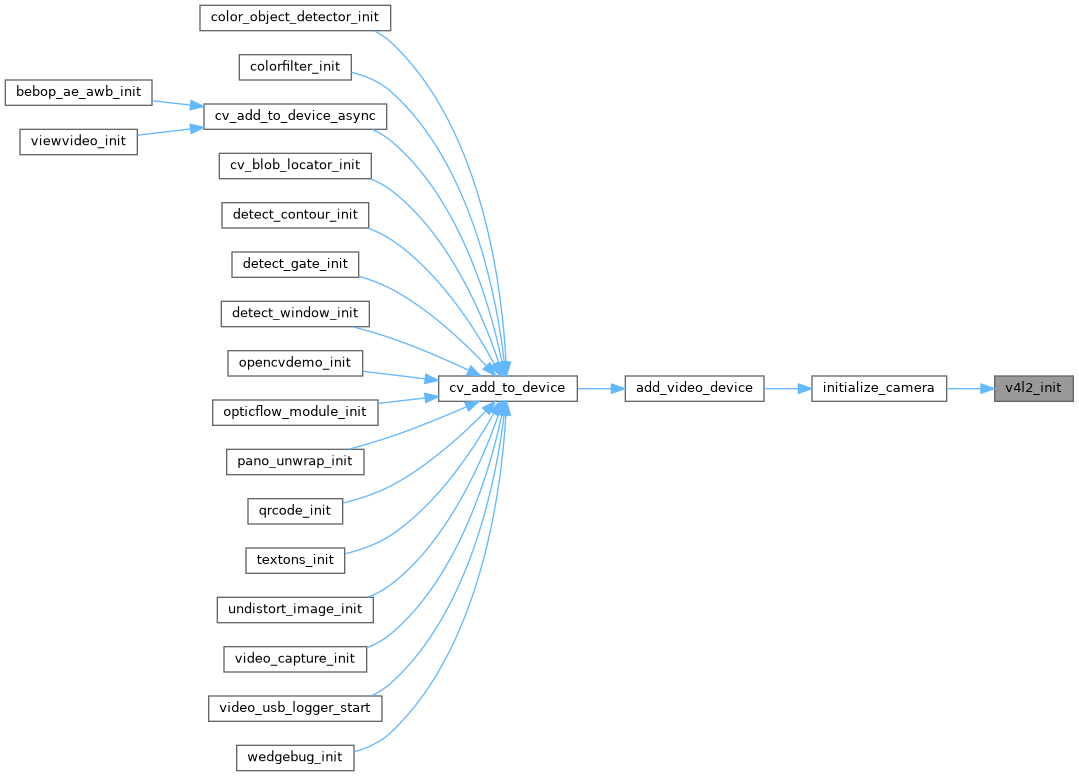 color_object_detector_init
colorfilter_init
bebop_ae_awb_init
cv_add_to_device_async
viewvideo_init
cv_blob_locator_init
detect_contour_init
detect_gate_init
detect_window_init
opencvdemo_init
cv_add_to_device
add_video_device
initialize_camera
v4l2_init
opticflow_module_init
pano_unwrap_init
qrcode_init
textons_init
undistort_image_init
video_capture_init
video_usb_logger_start
wedgebug_init